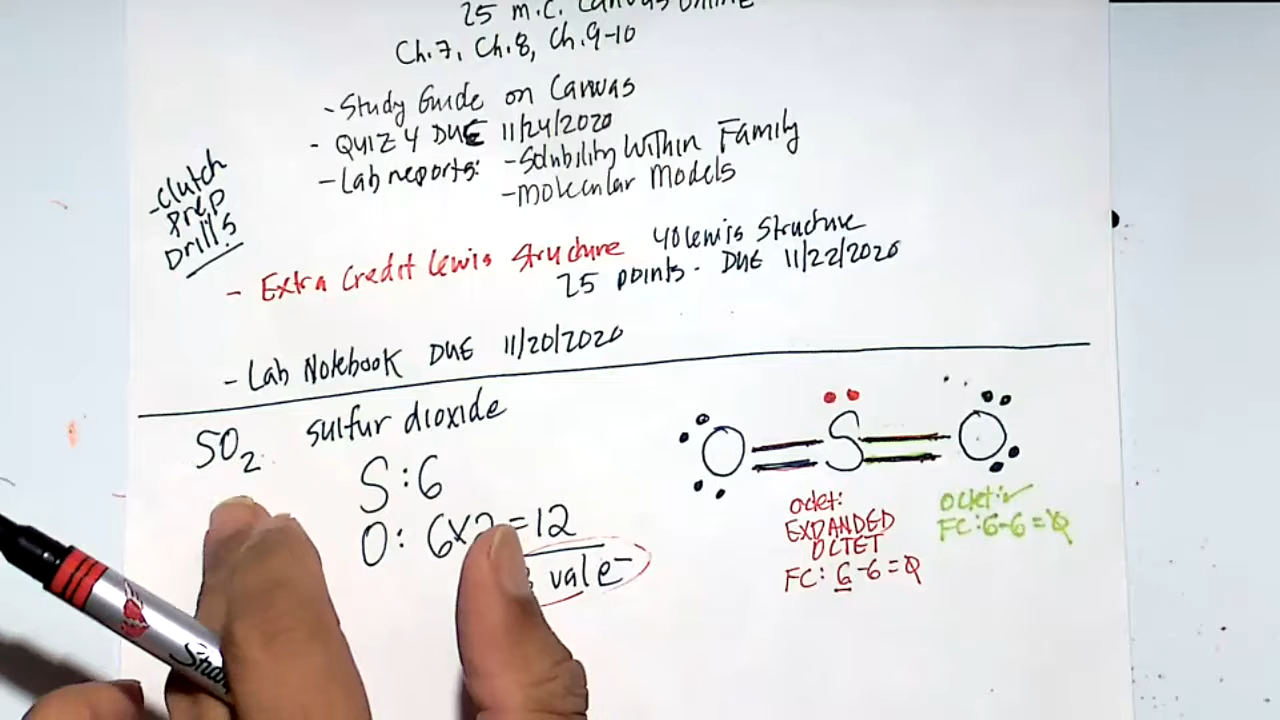 25 m.C. Canvas Online
Ch.7, Ch.8, Ch.9-10
- Study Guide on Canvas
- QUIZ 4 DUE 11/24/2020
- Lab reports: - Solubility Within Family
- Molecular Models
- Clutch
Prep
Drills
- Extra Credit Lewis Structure 40 lewis Structure
25 points - DUE 11/22/2020
- Lab Notebook DUE 11/20/2020
SO2 sulfur dioxide
S: 6
O: 6x2=12
val e-
O S O
octet:
EXPANDED
OCTET
FC: 6-6=0
Octet: ✓
FC: 6-6=0